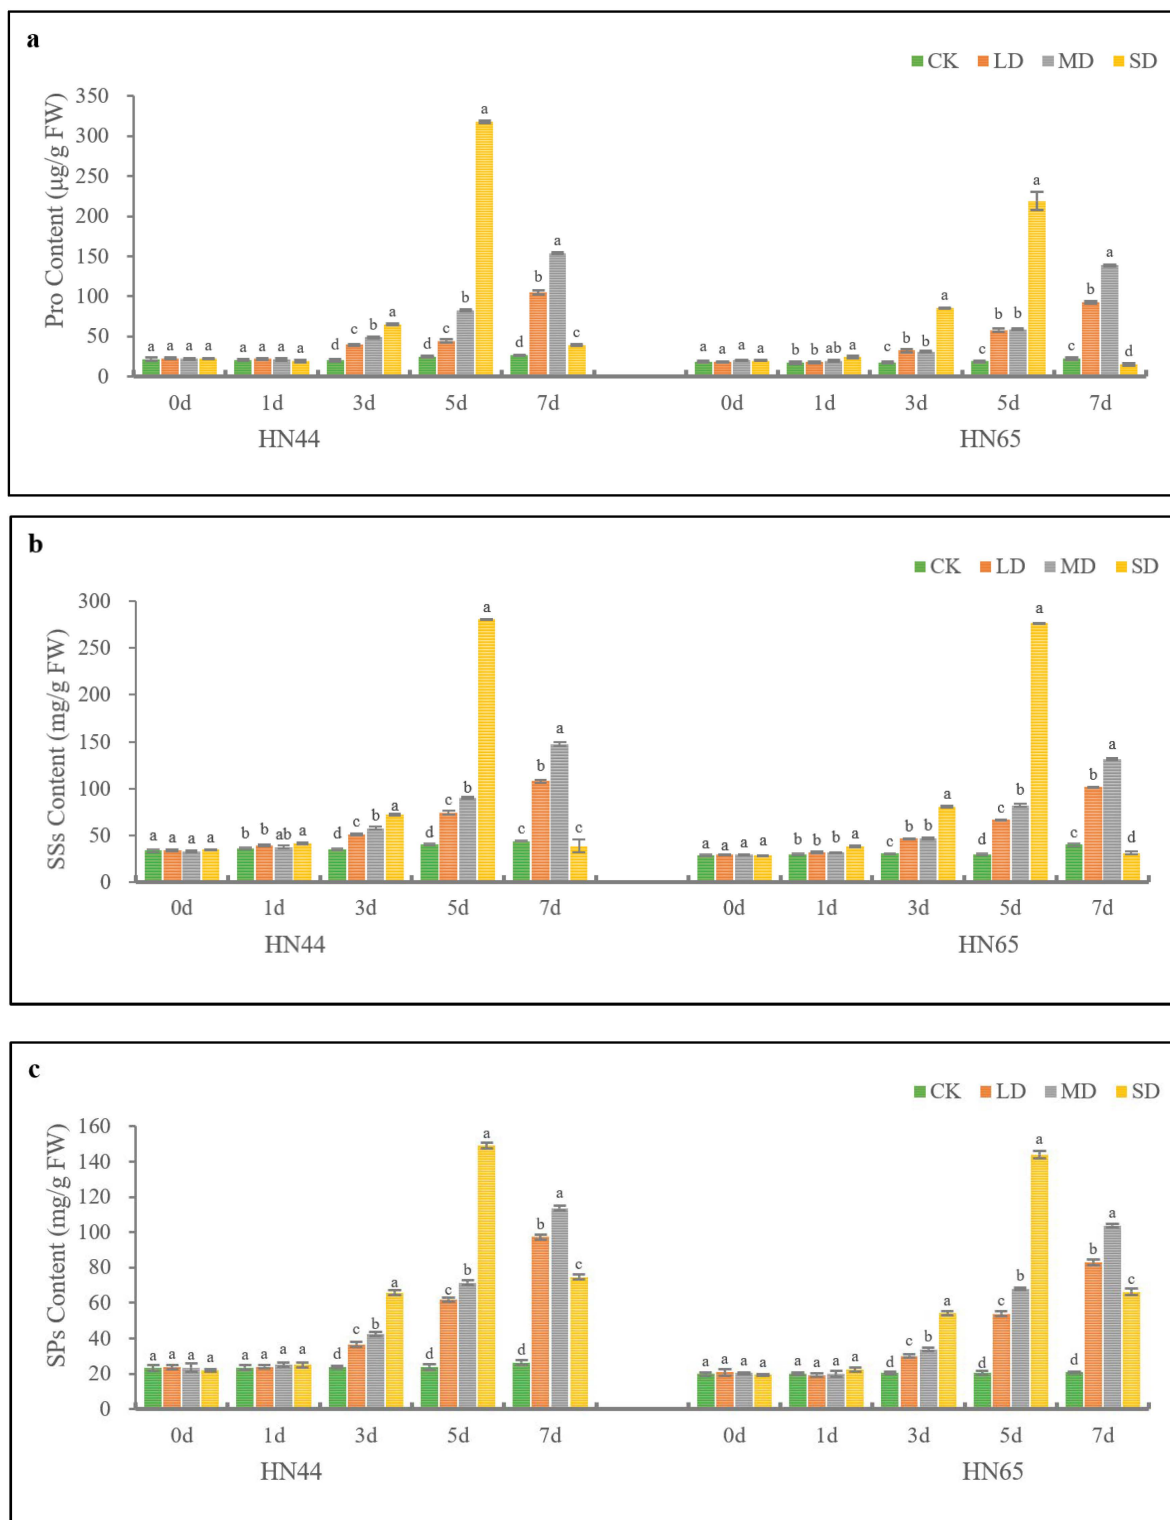 a
CK LD MD SD
Pro Content (μg/g FW)
350
300
250
200
150
100
50
0
a a a a a a a a d c b a d c b a d b a c
a a a a b b ab a c b b a c b b a c b a d
0d 1d 3d 5d 7d 0d 1d 3d 5d 7d
HN44 HN65
b
CK LD MD SD
SSs Content (mg/g FW)
300
250
200
150
100
50
0
a a a a b b ab a d c b a d c b a c b a c
a a a a b b b a c b b a d c b a c b a d
0d 1d 3d 5d 7d 0d 1d 3d 5d 7d
HN44 HN65
c
CK LD MD SD
SPs Content (mg/g FW)
160
140
120
100
80
60
40
20
0
a a a a a a a a d c b a d c b a d b a c
a a a a a a a a d c b a d c b a d b a c
0d 1d 3d 5d 7d 0d 1d 3d 5d 7d
HN44 HN65